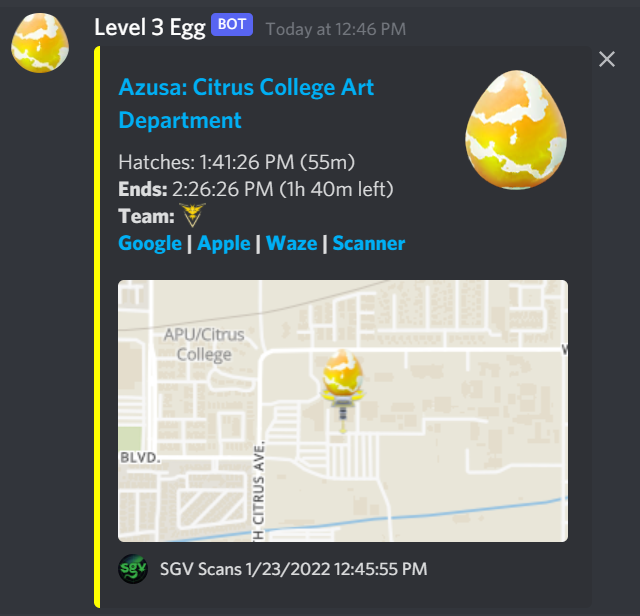 Level 3 Egg BOT Today at 12:46 PM
Azusa: Citrus College Art
Department
Hatches: 1:41:26 PM (55m)
Ends: 2:26:26 PM (1h 40m left)
Team:
Google | Apple | Waze | Scanner
APU/Citrus
College
W
BLVD.
TH CITRUS AVE.
sgv
SGV Scans 1/23/2022 12:45:55 PM